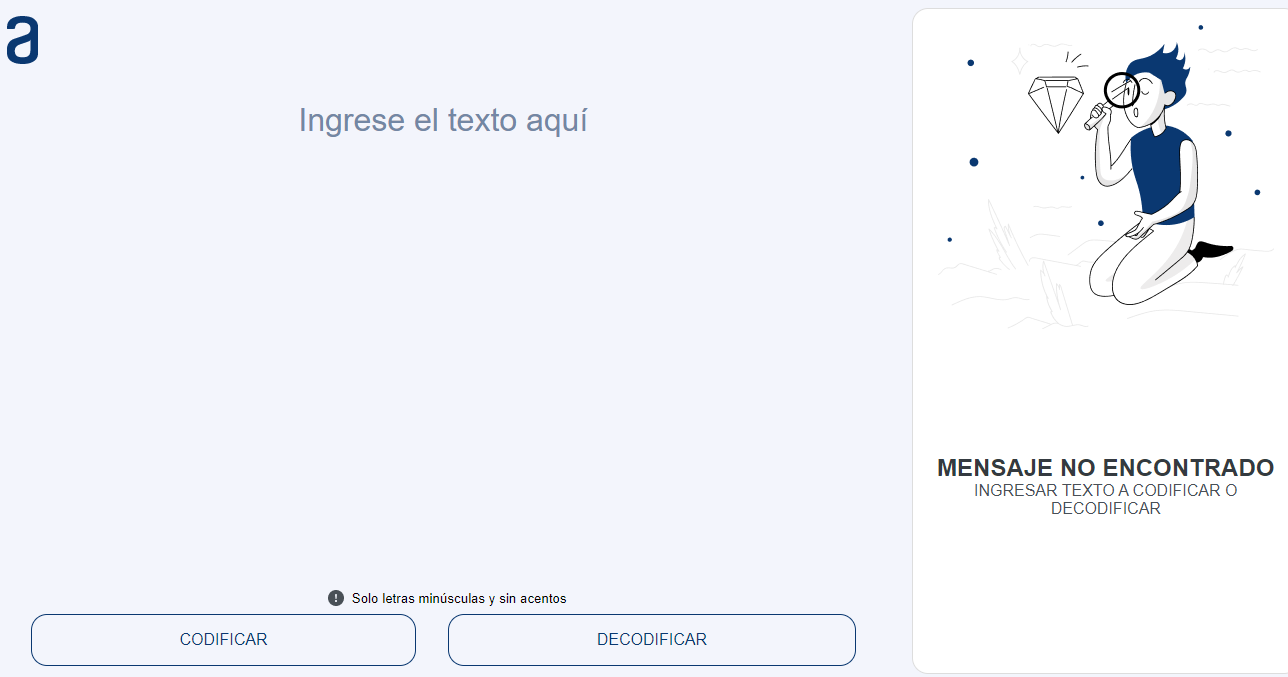 a
Ingrese el texto aquí
MENSAJE NO ENCONTRADO
INGRESAR TEXTO A CODIFICAR O
DECODIFICAR
Solo letras minúsculas y sin acentos
CODIFICAR
DECODIFICAR